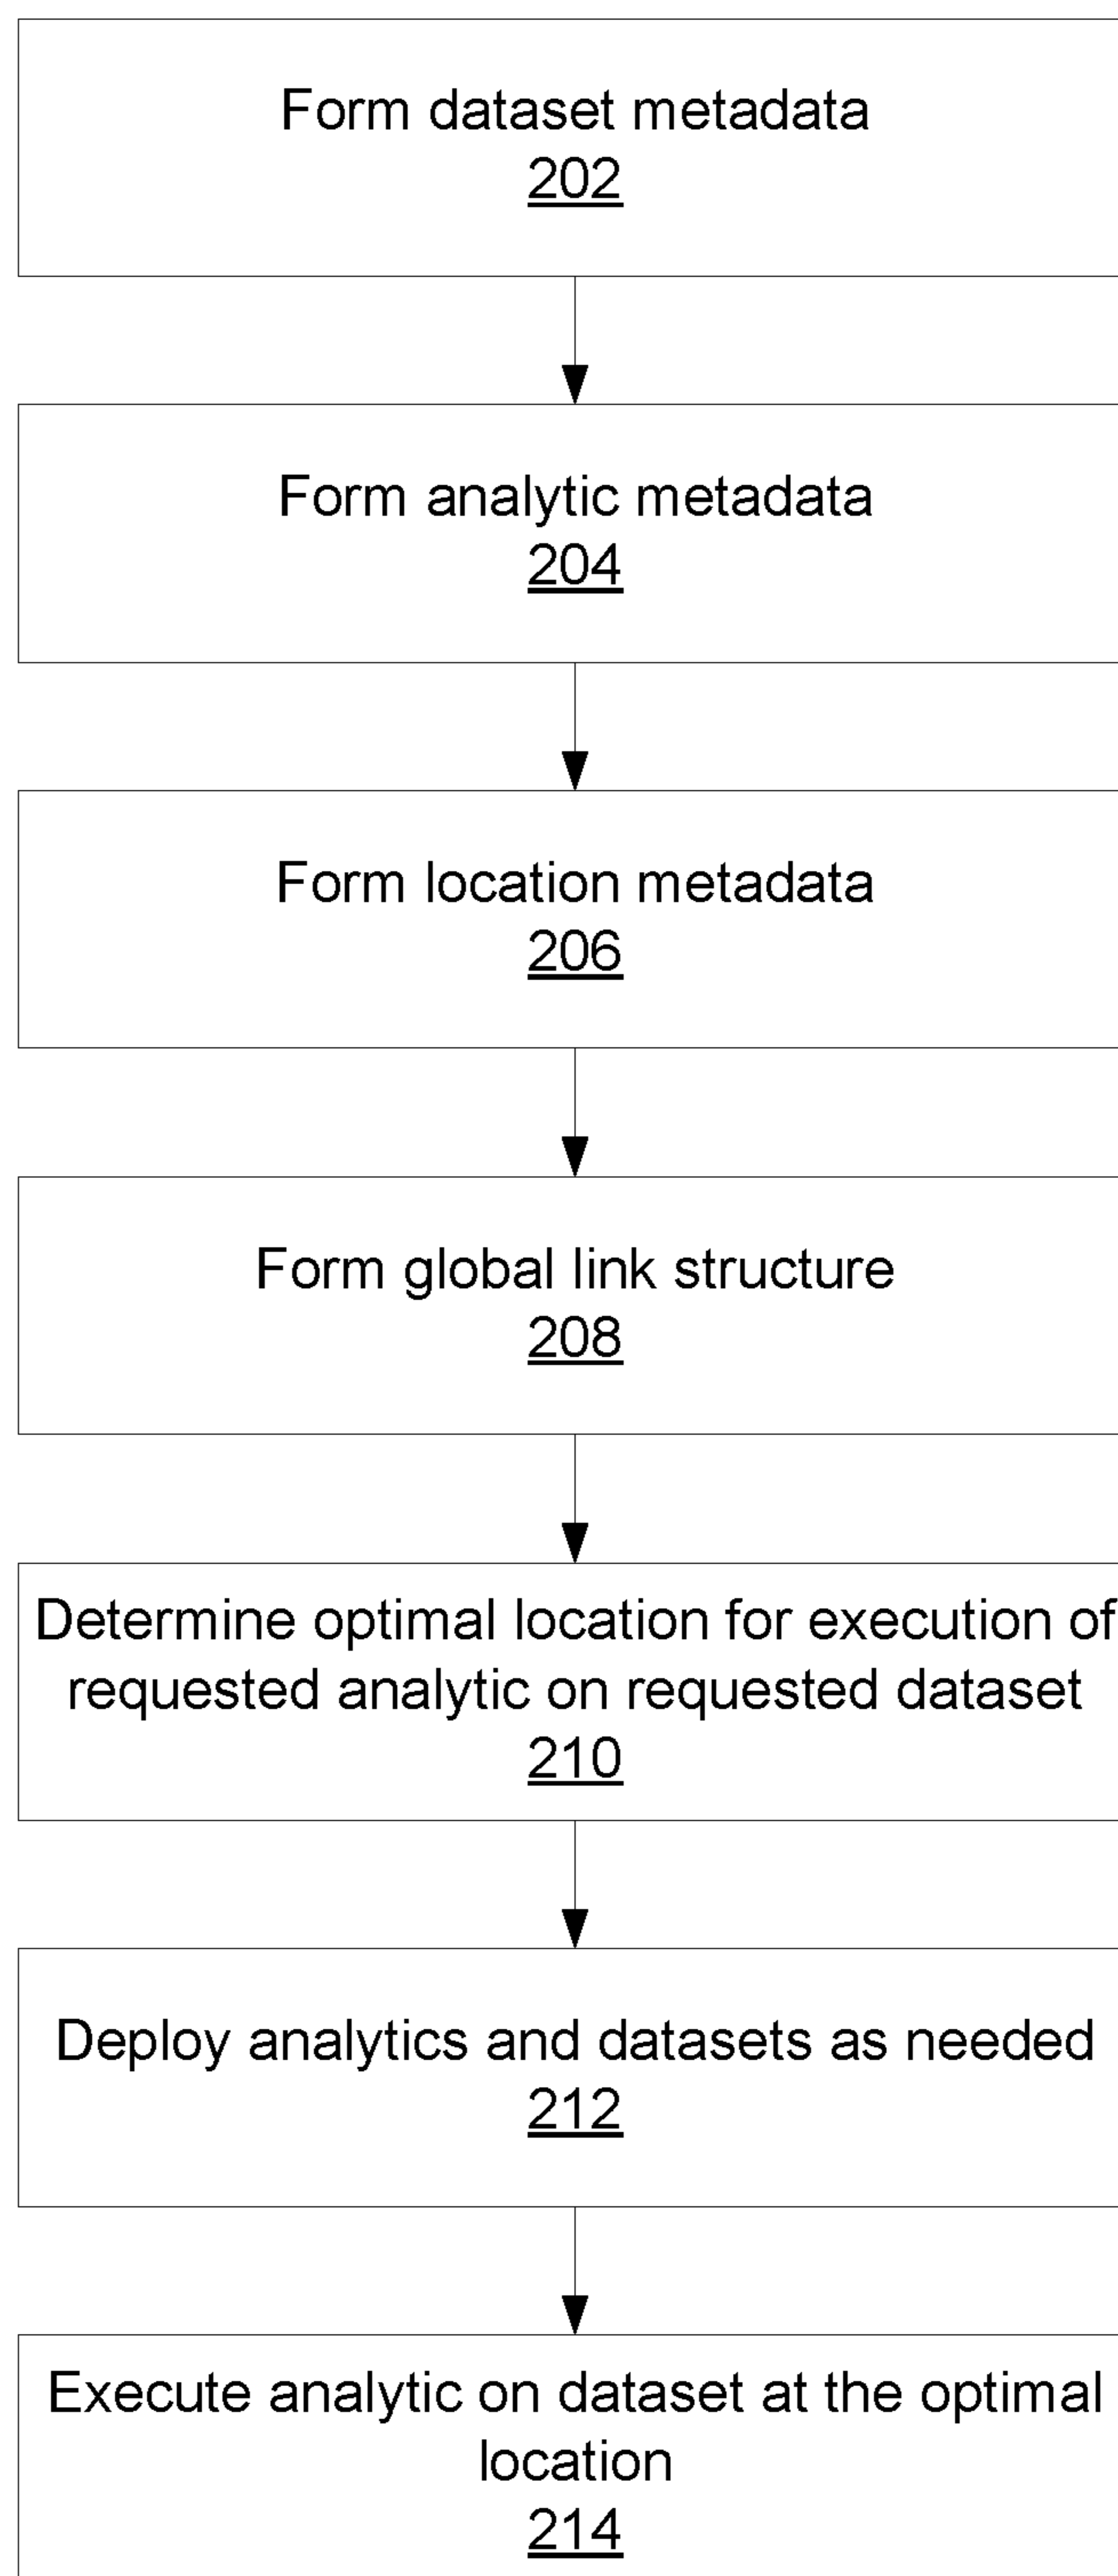 Form dataset metadata
202
Form analytic metadata
204
Form location metadata
206
Form global link structure
208
Determine optimal location for execution of
requested analytic on requested dataset
210
Deploy analytics and datasets as needed
212
Execute analytic on dataset at the optimal
location
214